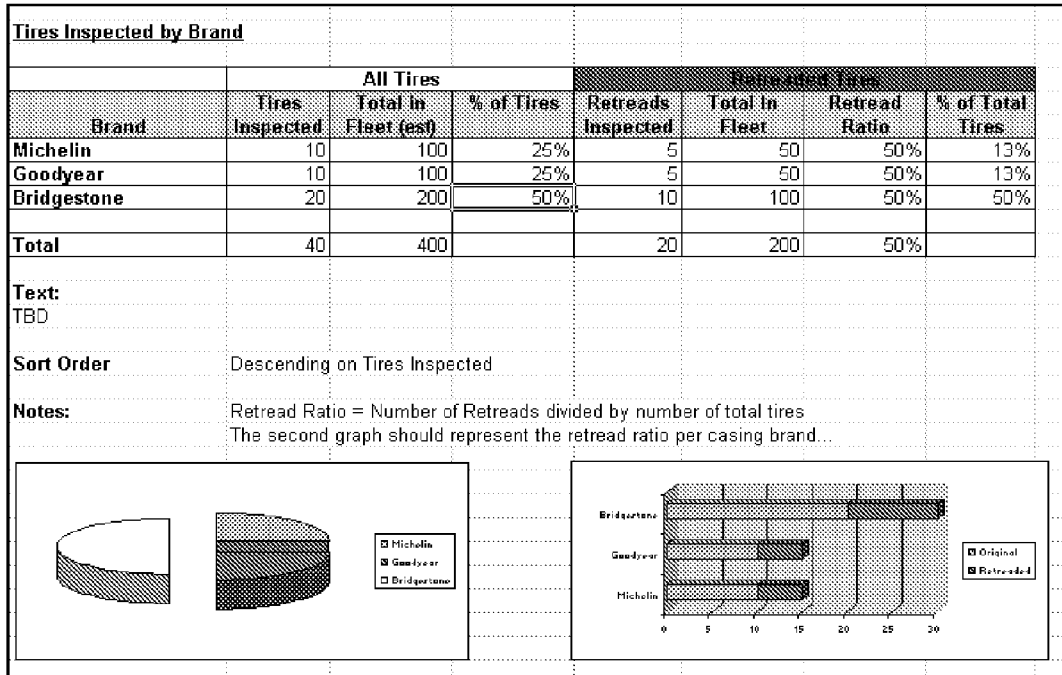 Tires Inspected by Brand
All Tires Retreaded Tires
Brand Tires Inspected Total In Fleet (est) % of Tires Retreads Inspected Total In Fleet Retread Ratio % of Total Tires
Michelin 10 100 25% 5 50 50% 13%
Goodyear 10 100 25% 5 50 50% 13%
Bridgestone 20 200 50% 10 100 50% 50%
Total 40 400 20 200 50%
Text:
TBD
Sort Order Descending on Tires Inspected
Notes: Retread Ratio = Number of Retreads divided by number of total tires
The second graph should represent the retread ratio per casing brand...
Michelin
Goodyear
Bridgestone
Bridgestone
Goodyear
Michelin
0 5 10 15 20 25 30
Original
Retreaded